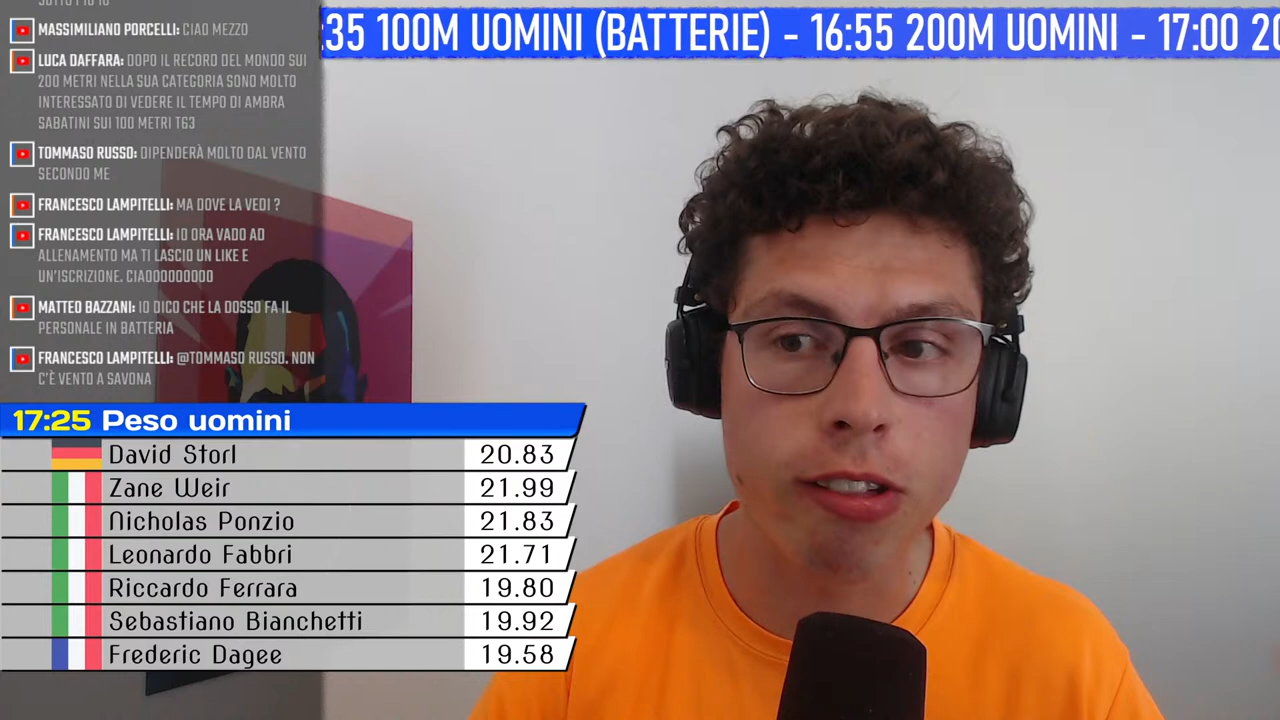 MASSIMILIANO PORCELLI: CIAO MEZZO
LUCA DAFFARA: DOPO IL RECORD DEL MONDO SUI
200 METRI NELLA SUA CATEGORIA SONO MOLTO
INTERESSATO DI VEDERE IL TEMPO DI AMBRA
SABATINI SUI 100 METRI T63
TOMMASO RUSSO: DIPENDERÀ MOLTO DAL VENTO
SECONDO ME
FRANCESCO LAMPITELLI: MA DOVE LA VEDI ?
FRANCESCO LAMPITELLI: IO ORA VADO AD
ALLENAMENTO MA TI LASCIO UN LIKE E
UN'ISCRIZIONE. CIAOOOOOOOO
MATTEO BAZZANI: IO DICO CHE LA DOSSO FA IL
PERSONALE IN BATTERIA
FRANCESCO LAMPITELLI: @TOMMASO RUSSO. NON
C'È VENTO A SAVONA
:35 100M UOMINI (BATTERIE) - 16:55 200M UOMINI - 17:00 20
17:25 Peso uomini
David Storl 20.83
Zane Weir 21.99
Nicholas Ponzio 21.83
Leonardo Fabbri 21.71
Riccardo Ferrara 19.80
Sebastiano Bianchetti 19.92
Frederic Dagee 19.58